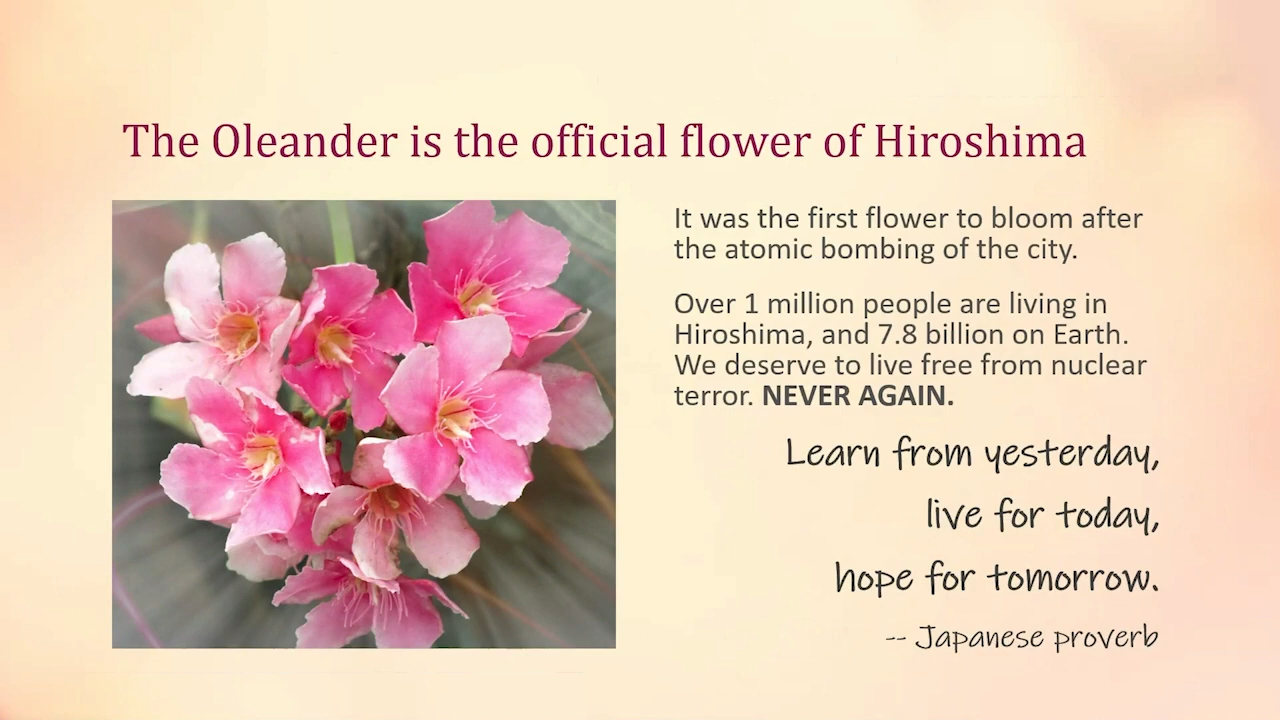 The Oleander is the official flower of Hiroshima
It was the first flower to bloom after
the atomic bombing of the city.
Over 1 million people are living in
Hiroshima, and 7.8 billion on Earth.
We deserve to live free from nuclear
terror. NEVER AGAIN.
Learn from yesterday,
live for today,
hope for tomorrow.
-- Japanese proverb